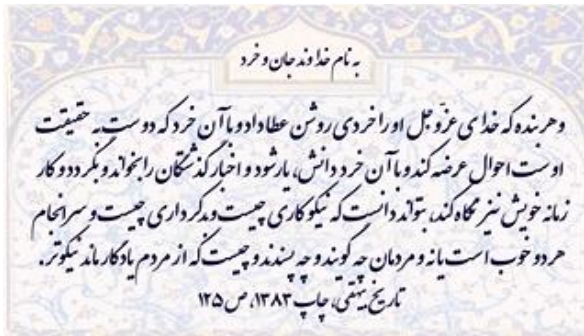 به نام خداوند جان و خرد
و هر بنده که خدای عزّوجل او را خردی روشن عطا داد و با آن خرد که دوست به حقیقت
اوست احوال عرضه کند و با آن خرد دانش، یار شود و اخبار گذشتگان را بخواند و بگردد و کار
زمانه خویش نیز نگاه کند، بتواند دانست که نیکوکاری چیست و بدکرداری چیست و سرانجام
هر دو خوب است یا نه و مردمان چه گویند و چه پسندند و چیست که از مردم یادگار ماند نیکوتر.
تاریخ بیهقی، چاپ ۱۳۸۳، ص ۱۲۵